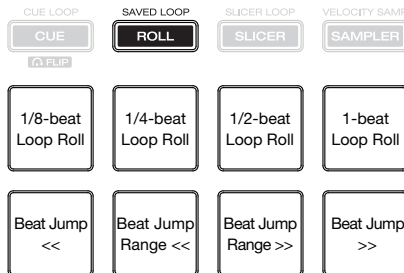 CUE LOOP SAVED LOOP SLICER LOOP VELOCITY SAMP
CUE ROLL SLICER SAMPLER
FLIP
1/8-beat 1/4-beat 1/2-beat 1-beat
Loop Roll Loop Roll Loop Roll Loop Roll
Beat Jump Beat Jump Beat Jump Beat Jump
<< Range << Range >> >>